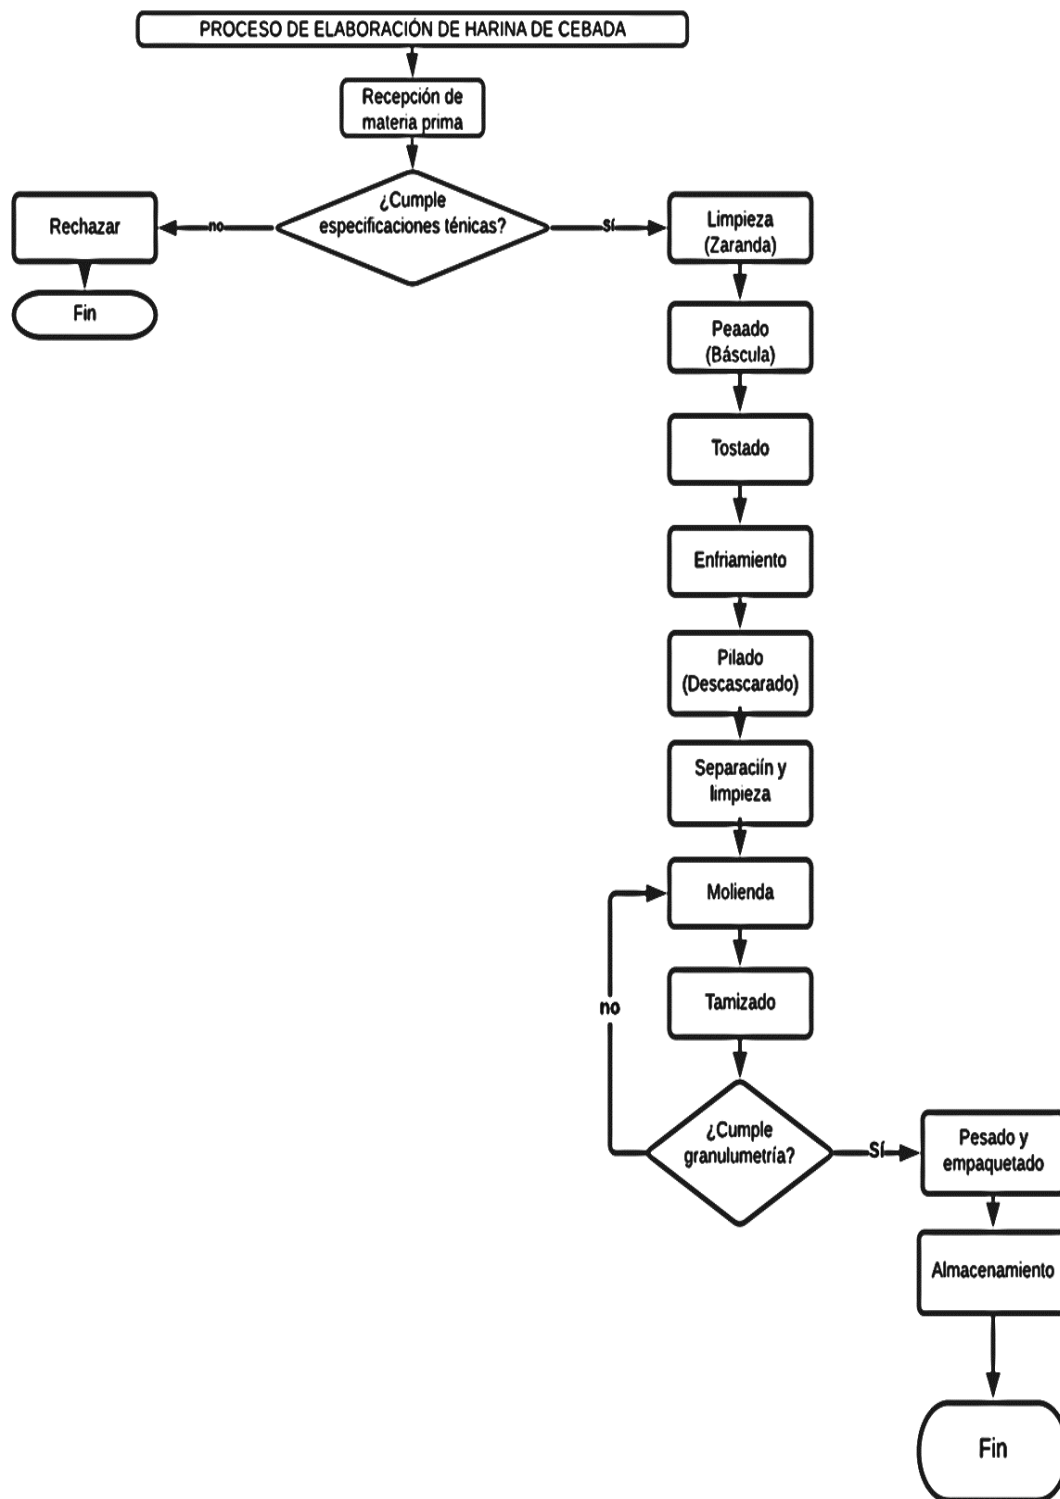 PROCESO DE ELABORACIÓN DE HARINA DE CEBADA
Recepción de
materia prima
¿Cumple
especificaciones ténicas?
no
Sí
Rechazar
Fin
Limpieza
(Zaranda)
Peaado
(Báscula)
Tostado
Enfriamiento
Pilado
(Descascarado)
Separaciín y
limpieza
Molienda
Tamizado
no
¿Cumple
granulumetría?
Sí
Pesado y
empaquetado
Almacenamiento
Fin